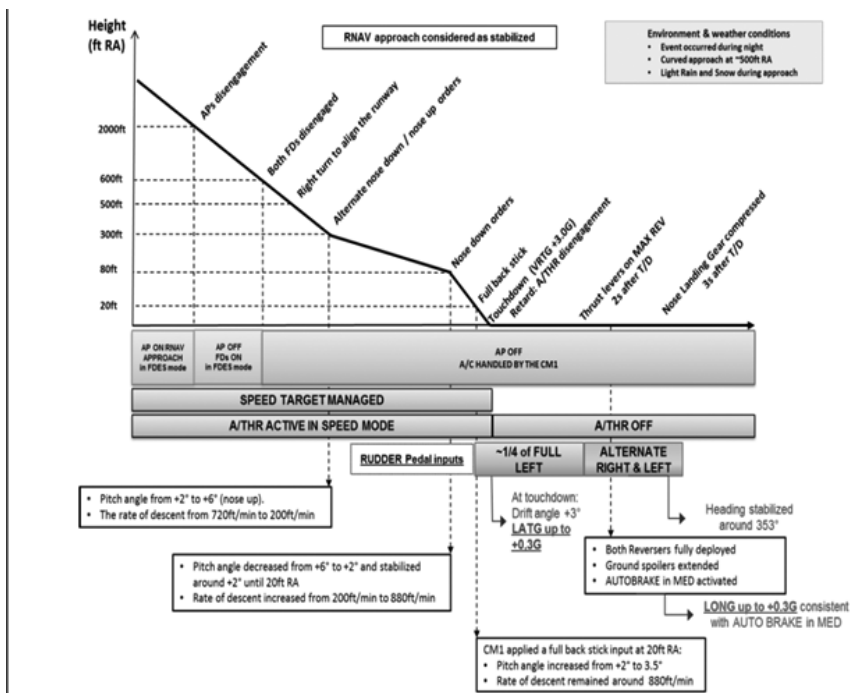 Height
(ft RA)
RNAV approach considered as stabilized
Environment & weather conditions
• Event occurred during night
• Curved approach at ~500ft RA
• Light Rain and Snow during approach
2000ft
600ft
500ft
300ft
80ft
20ft
APs disengagement
Both FDs disengaged
Right turn to align the runway
Alternate nose down / nose up orders
Nose down orders
Full back stick
Touchdown (VRTG +3.0G)
Retard: A/THR disengagement
Thrust levers on MAX REV
2s after T/D
Nose Landing Gear compressed
3s after T/D
AP ON RNAV
APPROACH
in FDES mode
AP OFF
FDs ON
in FDES mode
AP OFF
A/C HANDLED BY THE CM1
SPEED TARGET MANAGED
A/THR ACTIVE IN SPEED MODE
A/THR OFF
RUDDER Pedal inputs
~1/4 of FULL
LEFT
ALTERNATE
RIGHT & LEFT
• Pitch angle from +2° to +6° (nose up).
• The rate of descent from 720ft/min to 200ft/min
At touchdown:
Drift angle +3°
LATG up to
+0.3G
Heading stabilized
around 353°
• Pitch angle decreased from +6° to +2° and stabilized
around +2° until 20ft RA
• Rate of descent increased from 200ft/min to 880ft/min
• Both Reversers fully deployed
• Ground spoilers extended
• AUTOBRAKE in MED activated
LONG up to +0.3G consistent
with AUTO BRAKE in MED
CM1 applied a full back stick input at 20ft RA:
• Pitch angle increased from +2° to 3.5°
• Rate of descent remained around 880ft/min